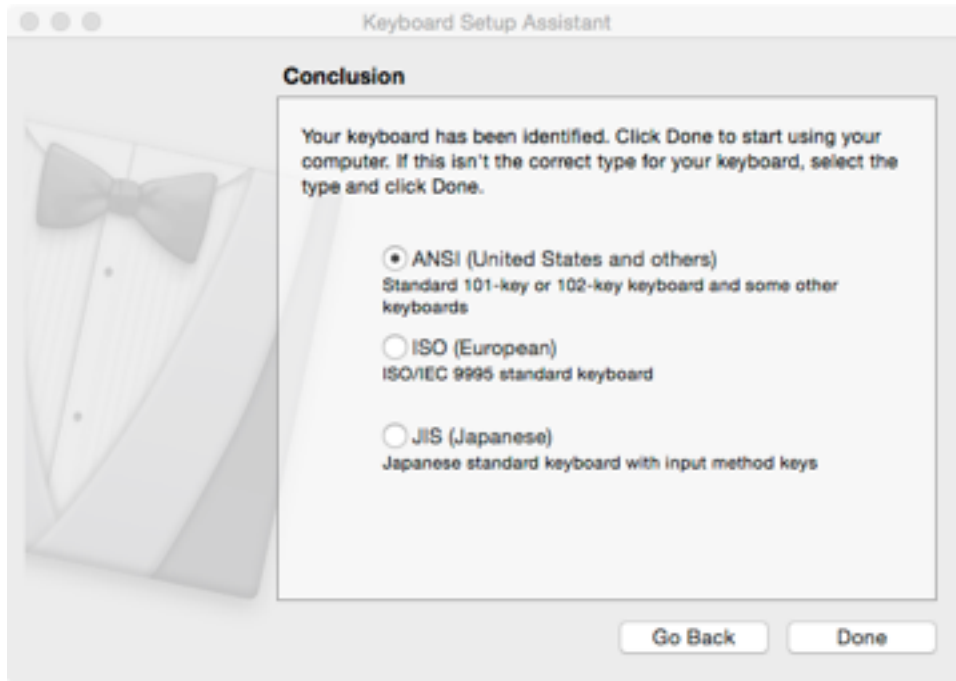 Keyboard Setup Assistant
Conclusion
Your keyboard has been identified. Click Done to start using your
computer. If this isn't the correct type for your keyboard, select the
type and click Done.
ANSI (United States and others)
Standard 101-key or 102-key keyboard and some other
keyboards
ISO (European)
ISO/IEC 9995 standard keyboard
JIS (Japanese)
Japanese standard keyboard with input method keys
Go Back Done